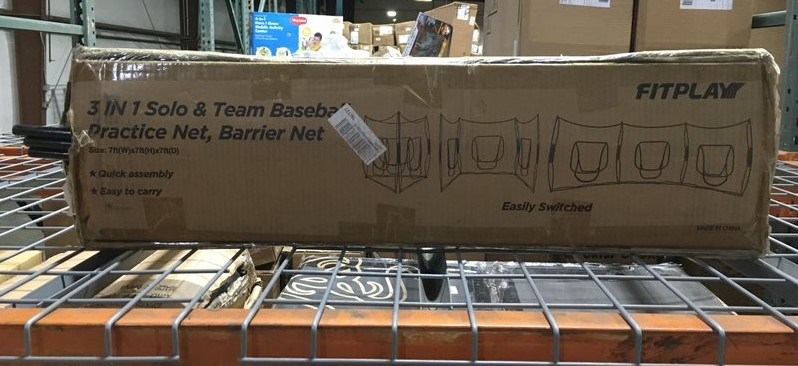 FITPLAY
3 IN 1 Solo & Team Baseba
Practice Net, Barrier Net
Size: 7ft(W)x7ft(H)x7ft(D)
★ Quick assembly
★ Easy to carry
Easily Switched
MADE IN CHINA